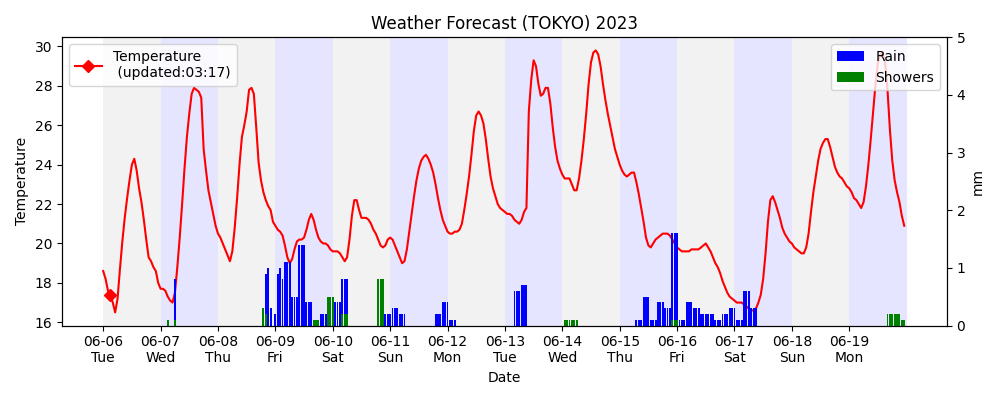 Weather Forecast (TOKYO) 2023
Temperature
(updated:03:17)
Rain
Showers
30
28
26
24
22
20
18
16
Temperature
5
4
3
2
1
0
mm
06-06 06-07 06-08 06-09 06-10 06-11 06-12 06-13 06-14 06-15 06-16 06-17 06-18 06-19
Tue Wed Thu Fri Sat Sun Mon Tue Wed Thu Fri Sat Sun Mon
Date